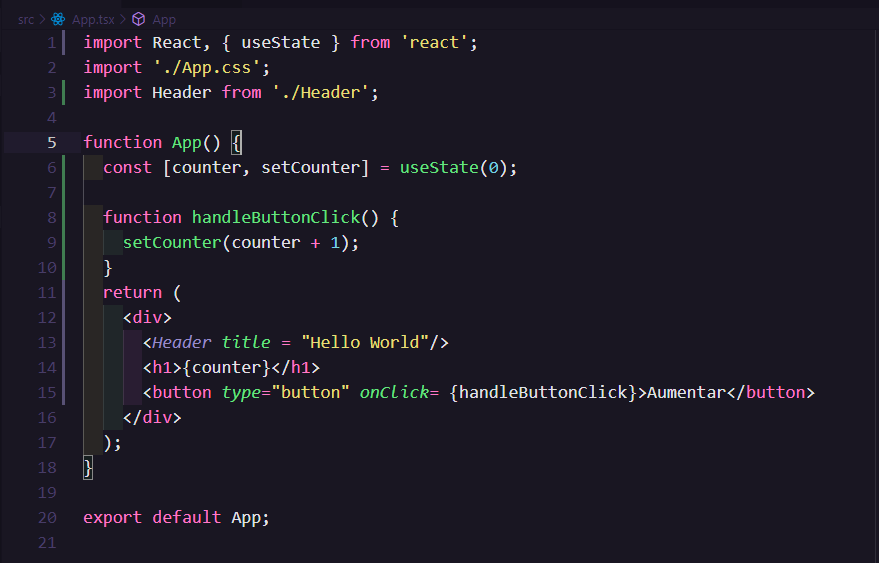 src > App.tsx > App
1 import React, { useState } from 'react';
2 import './App.css';
3 import Header from './Header';
4
5 function App() {
6   const [counter, setCounter] = useState(0);
7
8   function handleButtonClick() {
9     setCounter(counter + 1);
10   }
11   return (
12     <div>
13       <Header title = "Hello World"/>
14       <h1>{counter}</h1>
15       <button type="button" onClick= {handleButtonClick}>Aumentar</button>
16     </div>
17   );
18 }
19
20 export default App;
21